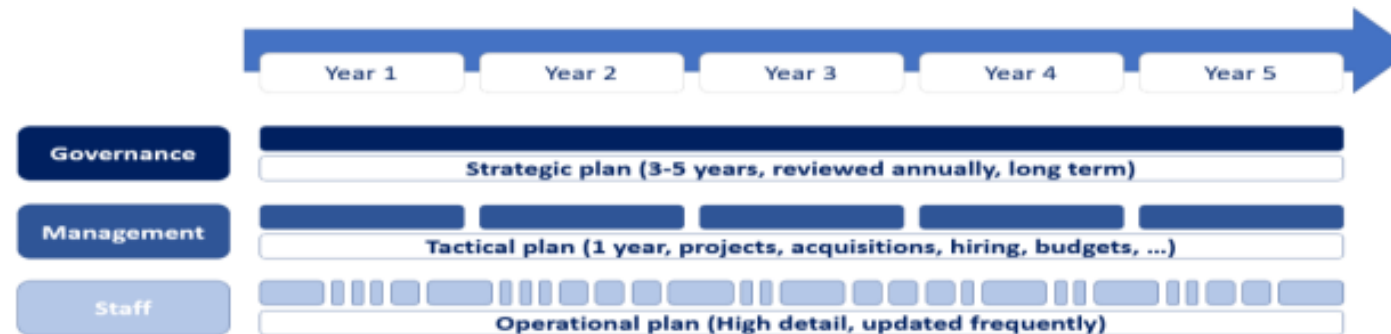 Year 1 Year 2 Year 3 Year 4 Year 5
Governance
Strategic plan (3-5 years, reviewed annually, long term)
Management
Tactical plan (1 year, projects, acquisitions, hiring, budgets, ...)
Staff
Operational plan (High detail, updated frequently)